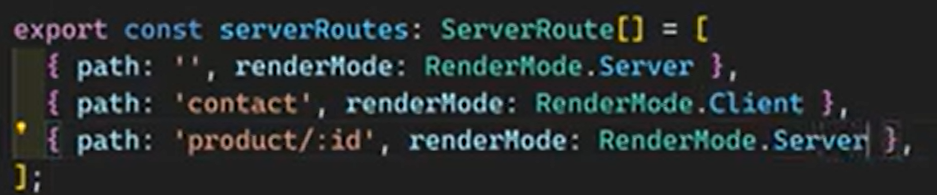 export const serverRoutes: ServerRoute[] = [
{ path: '', renderMode: RenderMode.Server },
{ path: 'contact', renderMode: RenderMode.Client },
{ path: 'product/:id', renderMode: RenderMode.Server },
];